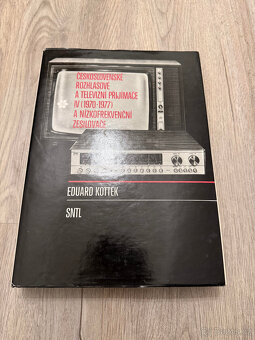 ČESKOSLOVENSKÉ
ROZHLASOVÉ
A TELEVIZNÍ PŘIJÍMAČE
IV (1970-1977)
A NÍZKOFREKVENČNÍ
ZESILOVAČE
EDUARD KOTTEK
SNTL